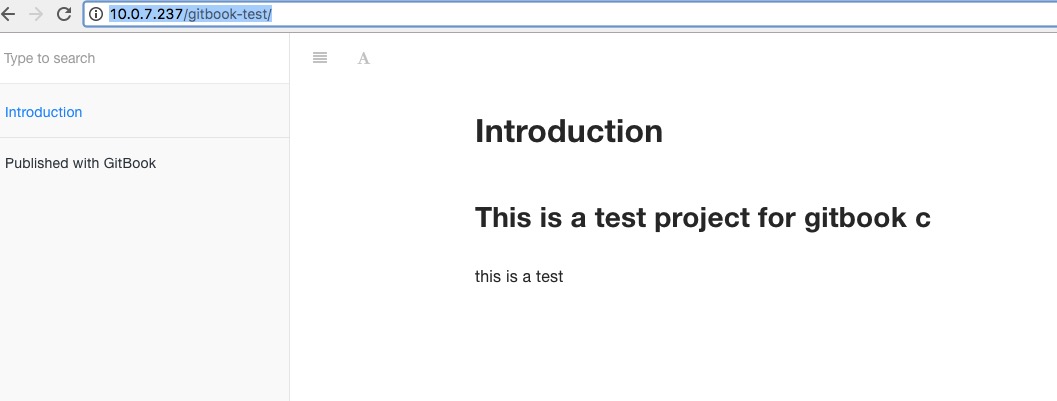 10.0.7.237/gitbook-test/
Type to search
A
Introduction
Published with GitBook
Introduction
This is a test project for gitbook c
this is a test